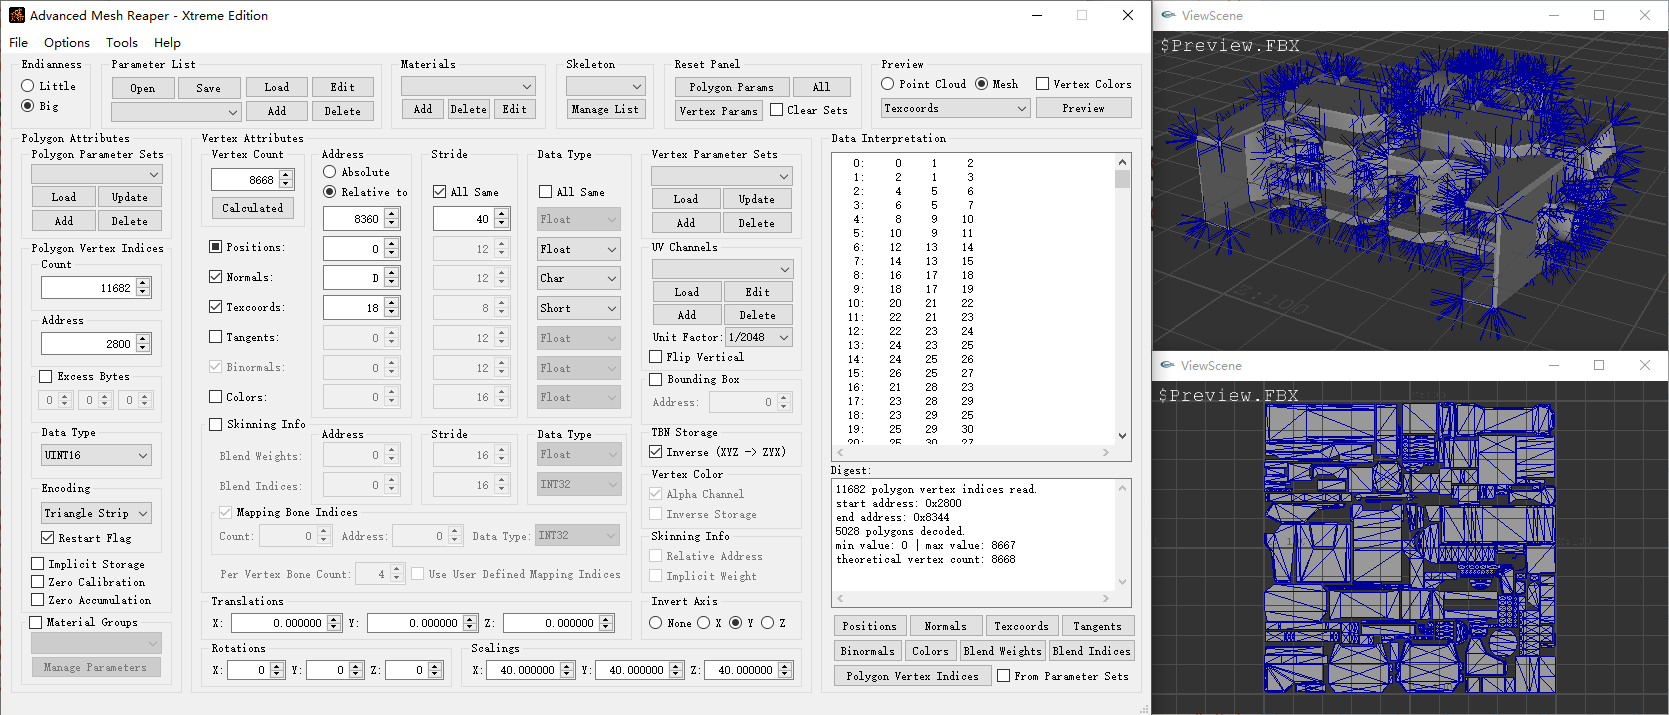 Advanced Mesh Reaper - Xtreme Edition
File Options Tools Help
Endianness
Little
Big
Parameter List
Open Save Load Edit
Add Delete
Materials
Add Delete Edit
Skeleton
Manage List
Reset Panel
Polygon Params All
Vertex Params Clear Sets
Preview
Point Cloud Mesh Vertex Colors
Texcoords Preview
Polygon Attributes
Polygon Parameter Sets
Load Update
Add Delete
Polygon Vertex Indices
Count
11682
Address
2800
Excess Bytes
0 0 0
Data Type
UINT16
Encoding
Triangle Strip
Restart Flag
Implicit Storage
Zero Calibration
Zero Accumulation
Material Groups
Manage Parameters
Vertex Attributes
Vertex Count
8668
Calculated
Address
Absolute
Relative to
8360
Stride
All Same
40
Data Type
All Same
Float
Positions: 0 12 Float
Normals: D 12 Char
Texcoords: 18 8 Short
Tangents: 0 12 Float
Binormals: 0 12 Float
Colors: 0 16 Float
Skinning Info
Address Stride Data Type
Blend Weights: 0 16 Float
Blend Indices: 0 16 INT32
Mapping Bone Indices
Count: 0 Address: 0 Data Type: INT32
Per Vertex Bone Count: 4 Use User Defined Mapping Indices
Translations
X: 0.000000 Y: 0.000000 Z: 0.000000
Rotations
X: 0 Y: 0 Z: 0
Scalings
X: 40.000000 Y: 40.000000 Z: 40.000000
Vertex Parameter Sets
Load Update
Add Delete
UV Channels
Load Edit
Add Delete
Unit Factor: 1/2048
Flip Vertical
Bounding Box
Address: 0
TBN Storage
Inverse (XYZ -> ZYX)
Vertex Color
Alpha Channel
Inverse Storage
Skinning Info
Relative Address
Implicit Weight
Invert Axis
None X Y Z
Data Interpretation
0: 0 1 2
1: 2 1 3
2: 4 5 6
3: 6 5 7
4: 8 9 10
5: 10 9 11
6: 12 13 14
7: 14 13 15
8: 16 17 18
9: 18 17 19
10: 20 21 22
11: 22 21 23
12: 22 23 24
13: 24 23 25
14: 24 25 26
15: 26 25 27
16: 21 28 23
17: 23 28 29
18: 23 29 25
19: 25 29 30
20: 25 30 27
Digest:
11682 polygon vertex indices read.
start address: 0x2800
end address: 0x8344
5028 polygons decoded.
min value: 0 | max value: 8667
theoretical vertex count: 8668
Positions Normals Texcoords Tangents
Binormals Colors Blend Weights Blend Indices
Polygon Vertex Indices From Parameter Sets
ViewScene
$Preview.FBX
Z:100
ViewScene
$Preview.FBX